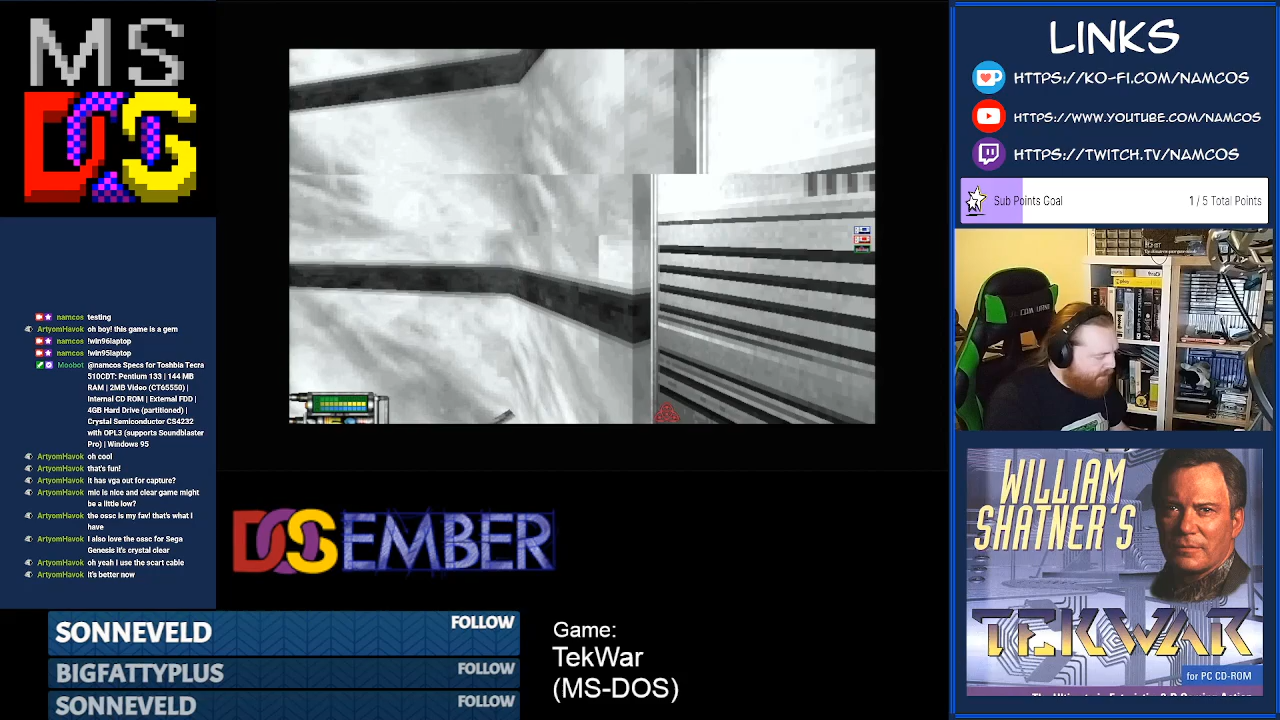 MS
DOS
namcos testing
ArtyomHavok oh boy! this game is a gem
namcos !win96laptop
namcos !win95laptop
Moobot @namcos Specs for Toshbia Tecra
510CDT: Pentium 133 | 144 MB
RAM | 2MB Video (CT65550) |
Internal CD ROM | External FDD |
4GB Hard Drive (partitioned) |
Crystal Semiconductor CS4232
with OPL3 (supports Soundblaster
Pro) | Windows 95
ArtyomHavok oh cool
ArtyomHavok that's fun!
ArtyomHavok it has vga out for capture?
ArtyomHavok mic is nice and clear game might
be a little low?
ArtyomHavok the ossc is my fav! that's what I
have
ArtyomHavok I also love the ossc for Sega
Genesis it's crystal clear
ArtyomHavok oh yeah I use the scart cable
ArtyomHavok it's better now
DOSEMBER
SONNEVELD FOLLOW
BIGFATTYPLUS FOLLOW
SONNEVELD FOLLOW
Game:
TekWar
(MS-DOS)
LINKS
HTTPS://KO-FI.COM/NAMCOS
HTTPS://WWW.YOUTUBE.COM/NAMCOS
HTTPS://TWITCH.TV/NAMCOS
Sub Points Goal 1 / 5 Total Points
WILLIAM
SHATNER'S
TEKWAR
for PC CD-ROM